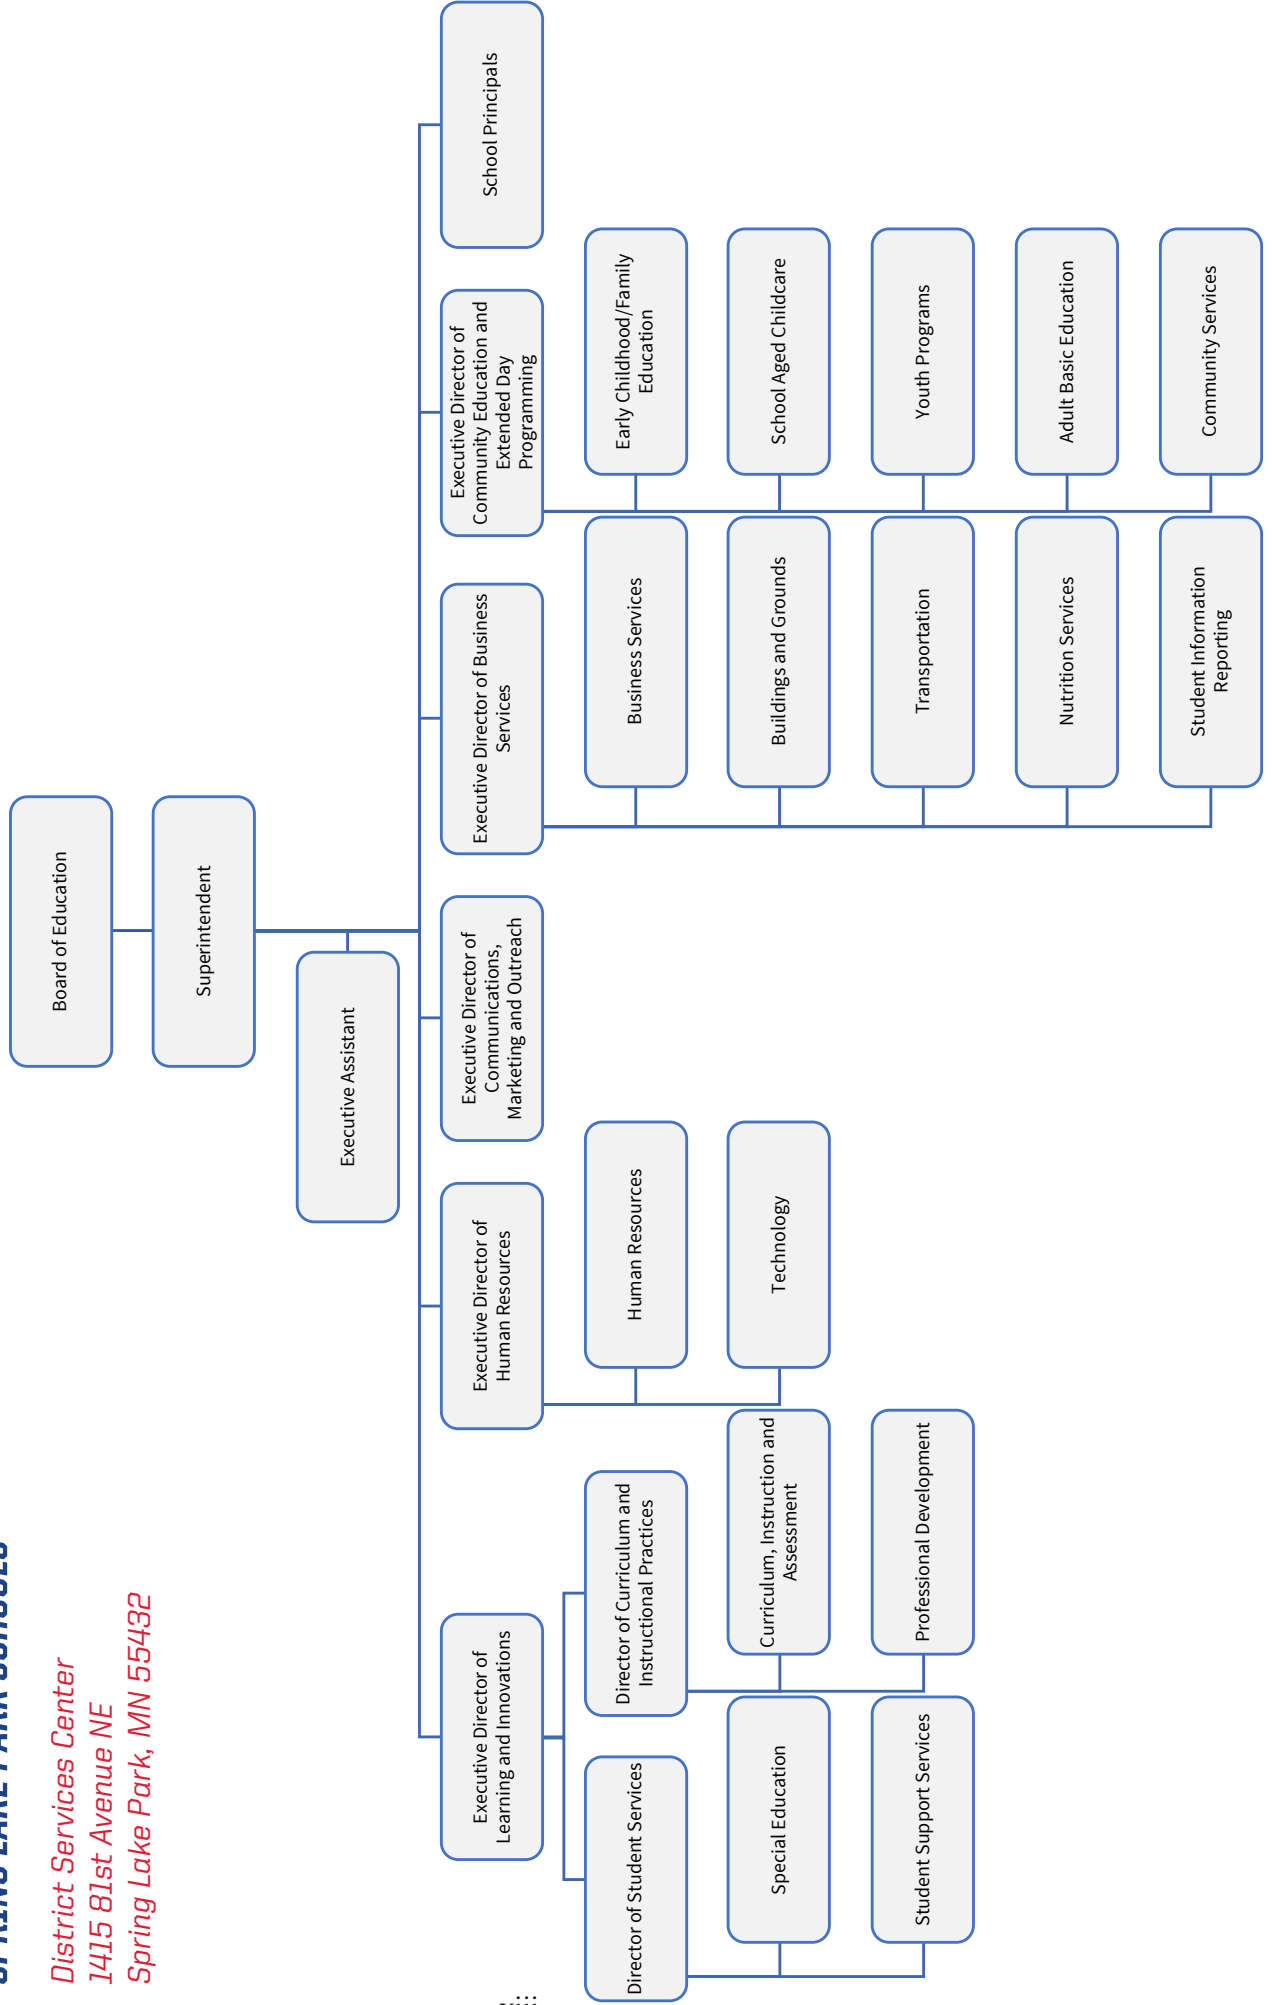 SPRING LAKE PARK SCHOOLS
District Services Center
1415 81st Avenue NE
Spring Lake Park, MN 55432
Board of Education
Superintendent
Executive Assistant
Executive Director of
Learning and Innovations
Director of Student Services
Special Education
Student Support Services
Director of Curriculum and
Instructional Practices
Curriculum, Instruction and
Assessment
Professional Development
Executive Director of
Human Resources
Human Resources
Technology
Executive Director of
Communications,
Marketing and Outreach
Executive Director of Business
Services
Business Services
Buildings and Grounds
Transportation
Nutrition Services
Student Information
Reporting
Executive Director of
Community Education and
Extended Day
Programming
Early Childhood/Family
Education
School Aged Childcare
Youth Programs
Adult Basic Education
Community Services
School Principals